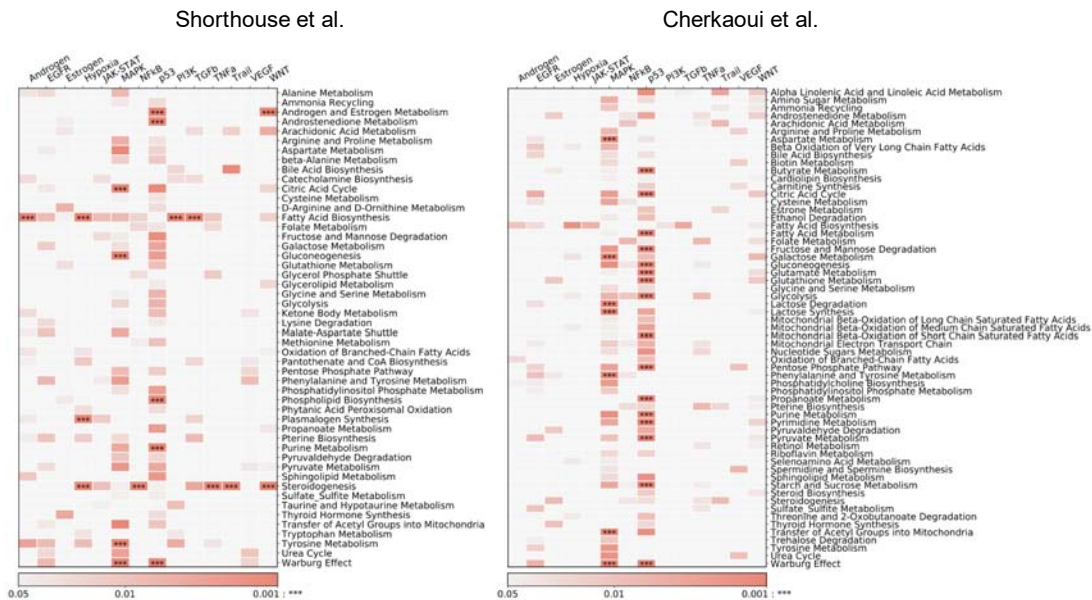 Shorthouse et al.
Cherkaoui et al.
Androgen
EGFR
Estrogen
Hypoxia
JAK-STAT
MAPK
NFkB
p53
PI3K
TGFb
TNFa
Trail
VEGF
WNT
Alanine Metabolism
Ammonia Recycling
*** *** Androgen and Estrogen Metabolism
*** Androstenedione Metabolism
Arachidonic Acid Metabolism
Arginine and Proline Metabolism
Aspartate Metabolism
beta-Alanine Metabolism
Bile Acid Biosynthesis
Catecholamine Biosynthesis
*** Citric Acid Cycle
Cysteine Metabolism
D-Arginine and D-Ornithine Metabolism
*** *** *** *** Fatty Acid Biosynthesis
Folate Metabolism
Fructose and Mannose Degradation
Galactose Metabolism
*** Gluconeogenesis
Glutathione Metabolism
Glycerol Phosphate Shuttle
Glycerolipid Metabolism
Glycine and Serine Metabolism
Glycolysis
Ketone Body Metabolism
Lysine Degradation
Malate-Aspartate Shuttle
Methionine Metabolism
Oxidation of Branched-Chain Fatty Acids
Pantothenate and CoA Biosynthesis
Pentose Phosphate Pathway
Phenylalanine and Tyrosine Metabolism
Phosphatidylinositol Phosphate Metabolism
*** Phospholipid Biosynthesis
Phytanic Acid Peroxisomal Oxidation
*** Plasmalogen Synthesis
Propanoate Metabolism
Pterine Biosynthesis
*** Purine Metabolism
Pyruvaldehyde Degradation
Pyruvate Metabolism
Sphingolipid Metabolism
*** *** *** *** *** Steroidogenesis
Sulfate_Sulfite Metabolism
Taurine and Hypotaurine Metabolism
Thyroid Hormone Synthesis
Transfer of Acetyl Groups into Mitochondria
Tryptophan Metabolism
*** Tyrosine Metabolism
Urea Cycle
*** *** Warburg Effect
0.05 0.01 0.001 : ***
Androgen
EGFR
Estrogen
Hypoxia
JAK-STAT
MAPK
NFkB
p53
PI3K
TGFb
TNFa
Trail
VEGF
WNT
Alpha Linolenic Acid and Linoleic Acid Metabolism
Amino Sugar Metabolism
Ammonia Recycling
Androstenedione Metabolism
Arachidonic Acid Metabolism
Arginine and Proline Metabolism
*** Aspartate Metabolism
Beta Oxidation of Very Long Chain Fatty Acids
Bile Acid Biosynthesis
Biotin Metabolism
*** Butyrate Metabolism
Cardiolipin Biosynthesis
Carnitine Synthesis
*** Citric Acid Cycle
Cysteine Metabolism
Estrone Metabolism
Ethanol Degradation
Fatty Acid Biosynthesis
*** Fatty Acid Metabolism
Folate Metabolism
*** Fructose and Mannose Degradation
*** Galactose Metabolism
*** Gluconeogenesis
*** Glutamate Metabolism
*** Glutathione Metabolism
Glycine and Serine Metabolism
*** Glycolysis
*** Lactose Degradation
*** Lactose Synthesis
Mitochondrial Beta-Oxidation of Long Chain Saturated Fatty Acids
Mitochondrial Beta-Oxidation of Medium Chain Saturated Fatty Acids
*** Mitochondrial Beta-Oxidation of Short Chain Saturated Fatty Acids
Mitochondrial Electron Transport Chain
Nucleotide Sugars Metabolism
Oxidation of Branched-Chain Fatty Acids
*** Pentose Phosphate Pathway
*** Phenylalanine and Tyrosine Metabolism
Phosphatidylcholine Biosynthesis
Phosphatidylinositol Phosphate Metabolism
*** Propanoate Metabolism
Pterine Biosynthesis
*** Purine Metabolism
*** Pyrimidine Metabolism
Pyruvaldehyde Degradation
*** Pyruvate Metabolism
Retinol Metabolism
Riboflavin Metabolism
Selenoamino Acid Metabolism
Spermidine and Spermine Biosynthesis
Sphingolipid Metabolism
*** Starch and Sucrose Metabolism
Steroid Biosynthesis
Steroidogenesis
Sulfate_Sulfite Metabolism
Threonine and 2-Oxobutanoate Degradation
Thyroid Hormone Synthesis
*** Transfer of Acetyl Groups into Mitochondria
Trehalose Degradation
Tyrosine Metabolism
Urea Cycle
*** *** Warburg Effect
0.05 0.01 0.001 : ***